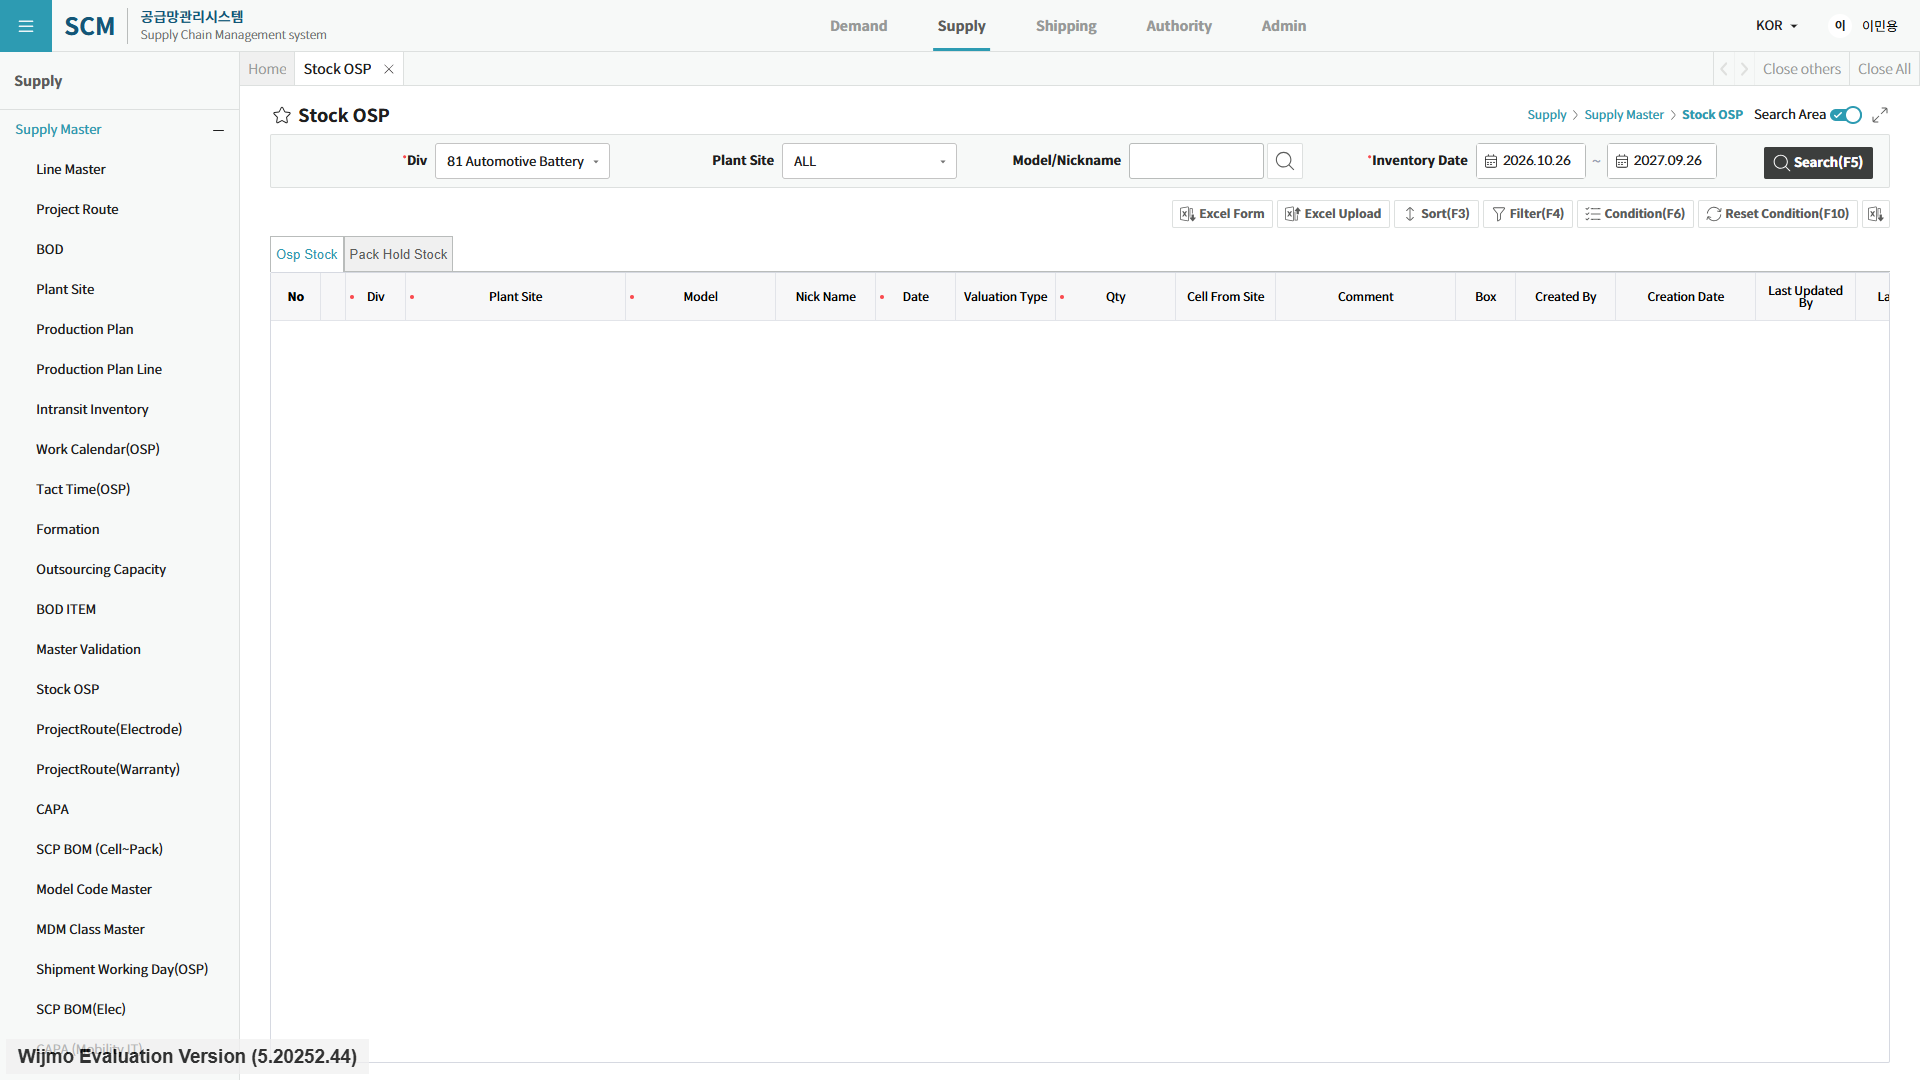 SCM
공급망관리시스템
Supply Chain Management system
Demand
Supply
Shipping
Authority
Admin
KOR
이
이민용
Supply
Home
Stock OSP
Close others
Close All
Supply Master
Line Master
Project Route
BOD
Plant Site
Production Plan
Production Plan Line
Intransit Inventory
Work Calendar(OSP)
Tact Time(OSP)
Formation
Outsourcing Capacity
BOD ITEM
Master Validation
Stock OSP
ProjectRoute(Electrode)
ProjectRoute(Warranty)
CAPA
SCP BOM (Cell~Pack)
Model Code Master
MDM Class Master
Shipment Working Day(OSP)
SCP BOM(Elec)
CAPA (Mobility IT)
Wijmo Evaluation Version (5.20252.44)
Stock OSP
Supply > Supply Master > Stock OSP
Search Area
*Div
81 Automotive Battery
Plant Site
ALL
Model/Nickname
*Inventory Date
2026.10.26 ~ 2027.09.26
Search(F5)
Excel Form
Excel Upload
Sort(F3)
Filter(F4)
Condition(F6)
Reset Condition(F10)
Osp Stock
Pack Hold Stock
No
Div
Plant Site
Model
Nick Name
Date
Valuation Type
Qty
Cell From Site
Comment
Box
Created By
Creation Date
Last Updated
By
La